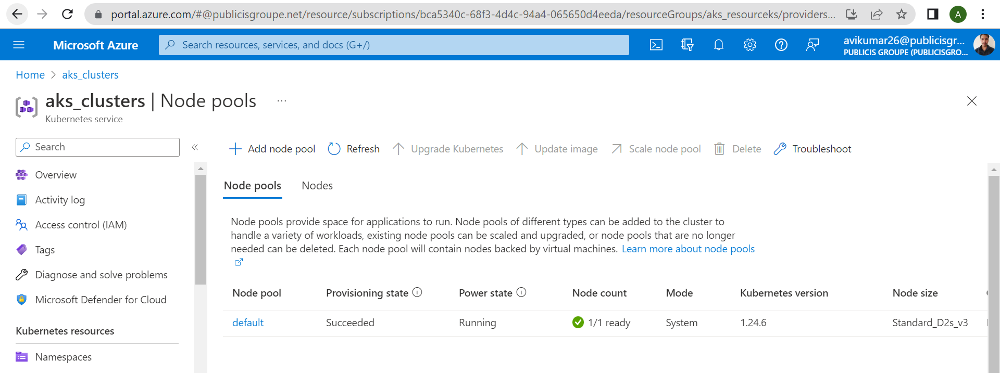 portal.azure.com/#@publicisgroupe.net/resource/subscriptions/bca5340c-68f3-4d4c-94a4-065650d4eeda/resourceGroups/aks_resourceks/providers...
A
Microsoft Azure
Search resources, services, and docs (G+/)
avikumar26@publicisgr...
PUBLICIS GROUPE (PUBLICISGRO...
Home > aks_clusters
aks_clusters | Node pools ...
Kubernetes service
Search
«
Add node pool
Refresh
Upgrade Kubernetes
Update image
Scale node pool
Delete
Troubleshoot
Overview
Activity log
Access control (IAM)
Tags
Diagnose and solve problems
Microsoft Defender for Cloud
Kubernetes resources
Namespaces
Node pools
Nodes
Node pools provide space for applications to run. Node pools of different types can be added to the cluster to
handle a variety of workloads, existing node pools can be scaled and upgraded, or node pools that are no longer
needed can be deleted. Each node pool will contain nodes backed by virtual machines. Learn more about node pools
Node pool Provisioning state Power state Node count Mode Kubernetes version Node size
default Succeeded Running 1/1 ready System 1.24.6 Standard_D2s_v3